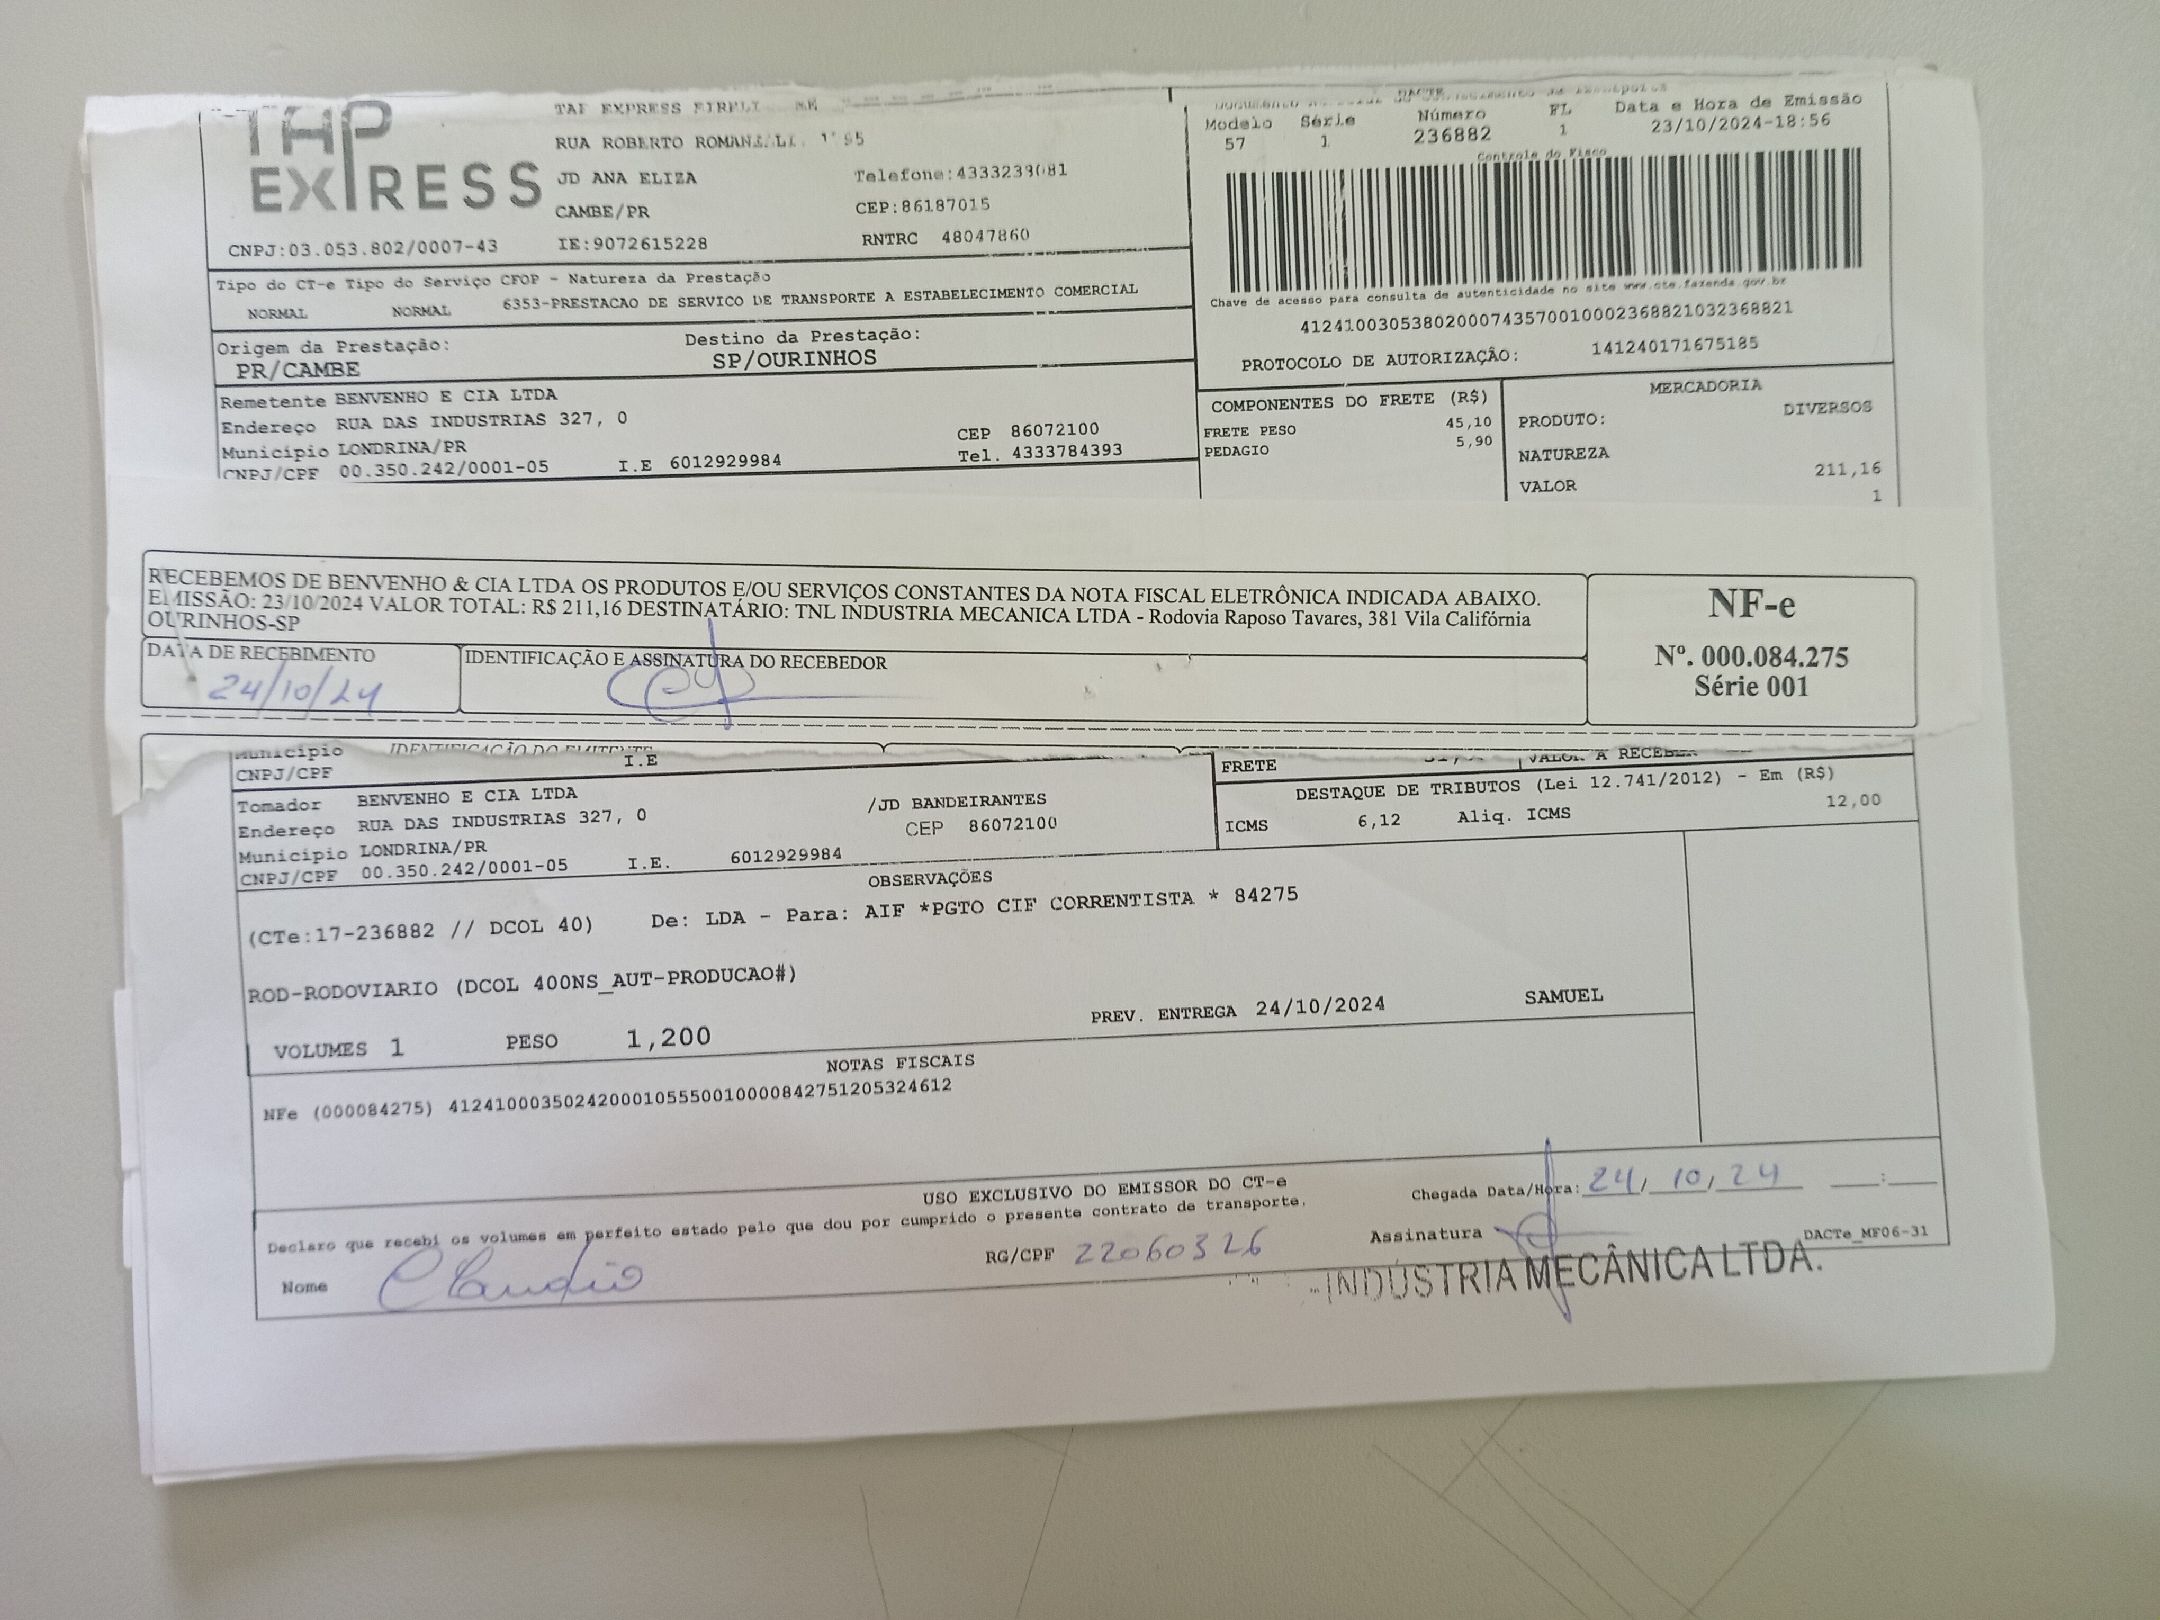 TAP
EXPRESS
EXPRESS
RUA ROBERTO
JD ANA ELIZA
CAMBE/PR
Telefone:4333239081
CEP:86187015
CNPJ:03.053.802/0007-43
IE:9072615228
RNTRC 48047860
Modelo Série Número FL Data e Hora de Emissão
57 1 236882 1 23/10/2024-18:56
Controle do Fisco
Chave de acesso para consulta de autenticidade no site www.cte.fazenda.gov.br
41241003053802000743570010002368821032368821
PROTOCOLO DE AUTORIZAÇÃO: 141240171675185
Tipo do CT-e Tipo do Serviço CFOP - Natureza da Prestação
NORMAL NORMAL 6353-PRESTACAO DE SERVICO DE TRANSPORTE A ESTABELECIMENTO COMERCIAL
Origem da Prestação: Destino da Prestação:
PR/CAMBE SP/OURINHOS
Remetente BENVENHO E CIA LTDA
Endereço RUA DAS INDUSTRIAS 327, 0
Município LONDRINA/PR CEP 86072100
CNPJ/CPF 00.350.242/0001-05 I.E 6012929984 Tel. 4333784393
COMPONENTES DO FRETE (R$)
FRETE PESO 45,10
PEDAGIO 5,90
MERCADORIA
PRODUTO: DIVERSOS
NATUREZA
VALOR 211,16
1
RECEBEMOS DE BENVENHO & CIA LTDA OS PRODUTOS E/OU SERVIÇOS CONSTANTES DA NOTA FISCAL ELETRÔNICA INDICADA ABAIXO.
EMISSÃO: 23/10/2024 VALOR TOTAL: R$ 211,16 DESTINATÁRIO: TNL INDUSTRIA MECANICA LTDA - Rodovia Raposo Tavares, 381 Vila Califórnia
OURINHOS-SP
DATA DE RECEBIMENTO
24/10/24
IDENTIFICAÇÃO E ASSINATURA DO RECEBEDOR
NF-e
Nº. 000.084.275
Série 001
IDENTIFICAÇÃO DO EMITENTE
Município
CNPJ/CPF I.E
FRETE VALOR A RECEBER
Tomador BENVENHO E CIA LTDA
Endereço RUA DAS INDUSTRIAS 327, 0 /JD BANDEIRANTES
Município LONDRINA/PR CEP 86072100
CNPJ/CPF 00.350.242/0001-05 I.E. 6012929984
DESTAQUE DE TRIBUTOS (Lei 12.741/2012) - Em (R$)
ICMS 6,12 Aliq. ICMS 12,00
OBSERVAÇÕES
(CTe:17-236882 // DCOL 40) De: LDA - Para: AIF *PGTO CIF CORRENTISTA * 84275
ROD-RODOVIARIO (DCOL 400NS_AUT-PRODUCAO#)
VOLUMES 1 PESO 1,200 PREV. ENTREGA 24/10/2024 SAMUEL
NOTAS FISCAIS
NFe (000084275) 41241000350242000105550010000842751205324612
USO EXCLUSIVO DO EMISSOR DO CT-e
Declaro que recebi os volumes em perfeito estado pelo que dou por cumprido o presente contrato de transporte.
Chegada Data/Hora: 24/10/24 :
Nome Claudio RG/CPF 22060326 Assinatura
DACTe_MF06-31
INDÚSTRIA MECÂNICA LTDA.